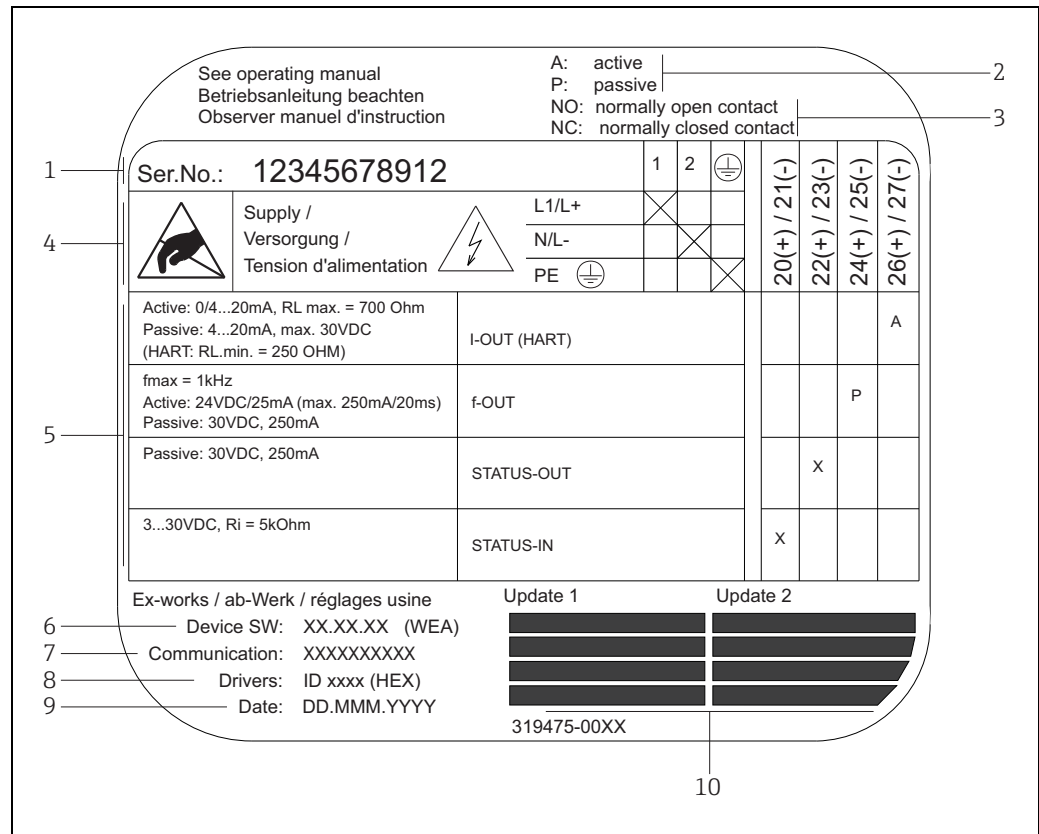 See operating manual
Betriebsanleitung beachten
Observer manuel d'instruction
A: active
P: passive
NO: normally open contact
NC: normally closed contact
2
3
1
Ser.No.: 12345678912
1 2
20(+) / 21(-)
22(+) / 23(-)
24(+) / 25(-)
26(+) / 27(-)
4
Supply /
Versorgung /
Tension d'alimentation
L1/L+
N/L-
PE
5
Active: 0/4...20mA, RL max. = 700 Ohm
Passive: 4...20mA, max. 30VDC
(HART: RL.min. = 250 OHM)
I-OUT (HART)
A
fmax = 1kHz
Active: 24VDC/25mA (max. 250mA/20ms)
Passive: 30VDC, 250mA
f-OUT
P
Passive: 30VDC, 250mA
STATUS-OUT
X
3...30VDC, Ri = 5kOhm
STATUS-IN
X
Ex-works / ab-Werk / réglages usine
Update 1
Update 2
6
Device SW: XX.XX.XX (WEA)
7
Communication: XXXXXXXXXX
8
Drivers: ID xxxx (HEX)
9
Date: DD.MMM.YYYY
319475-00XX
10